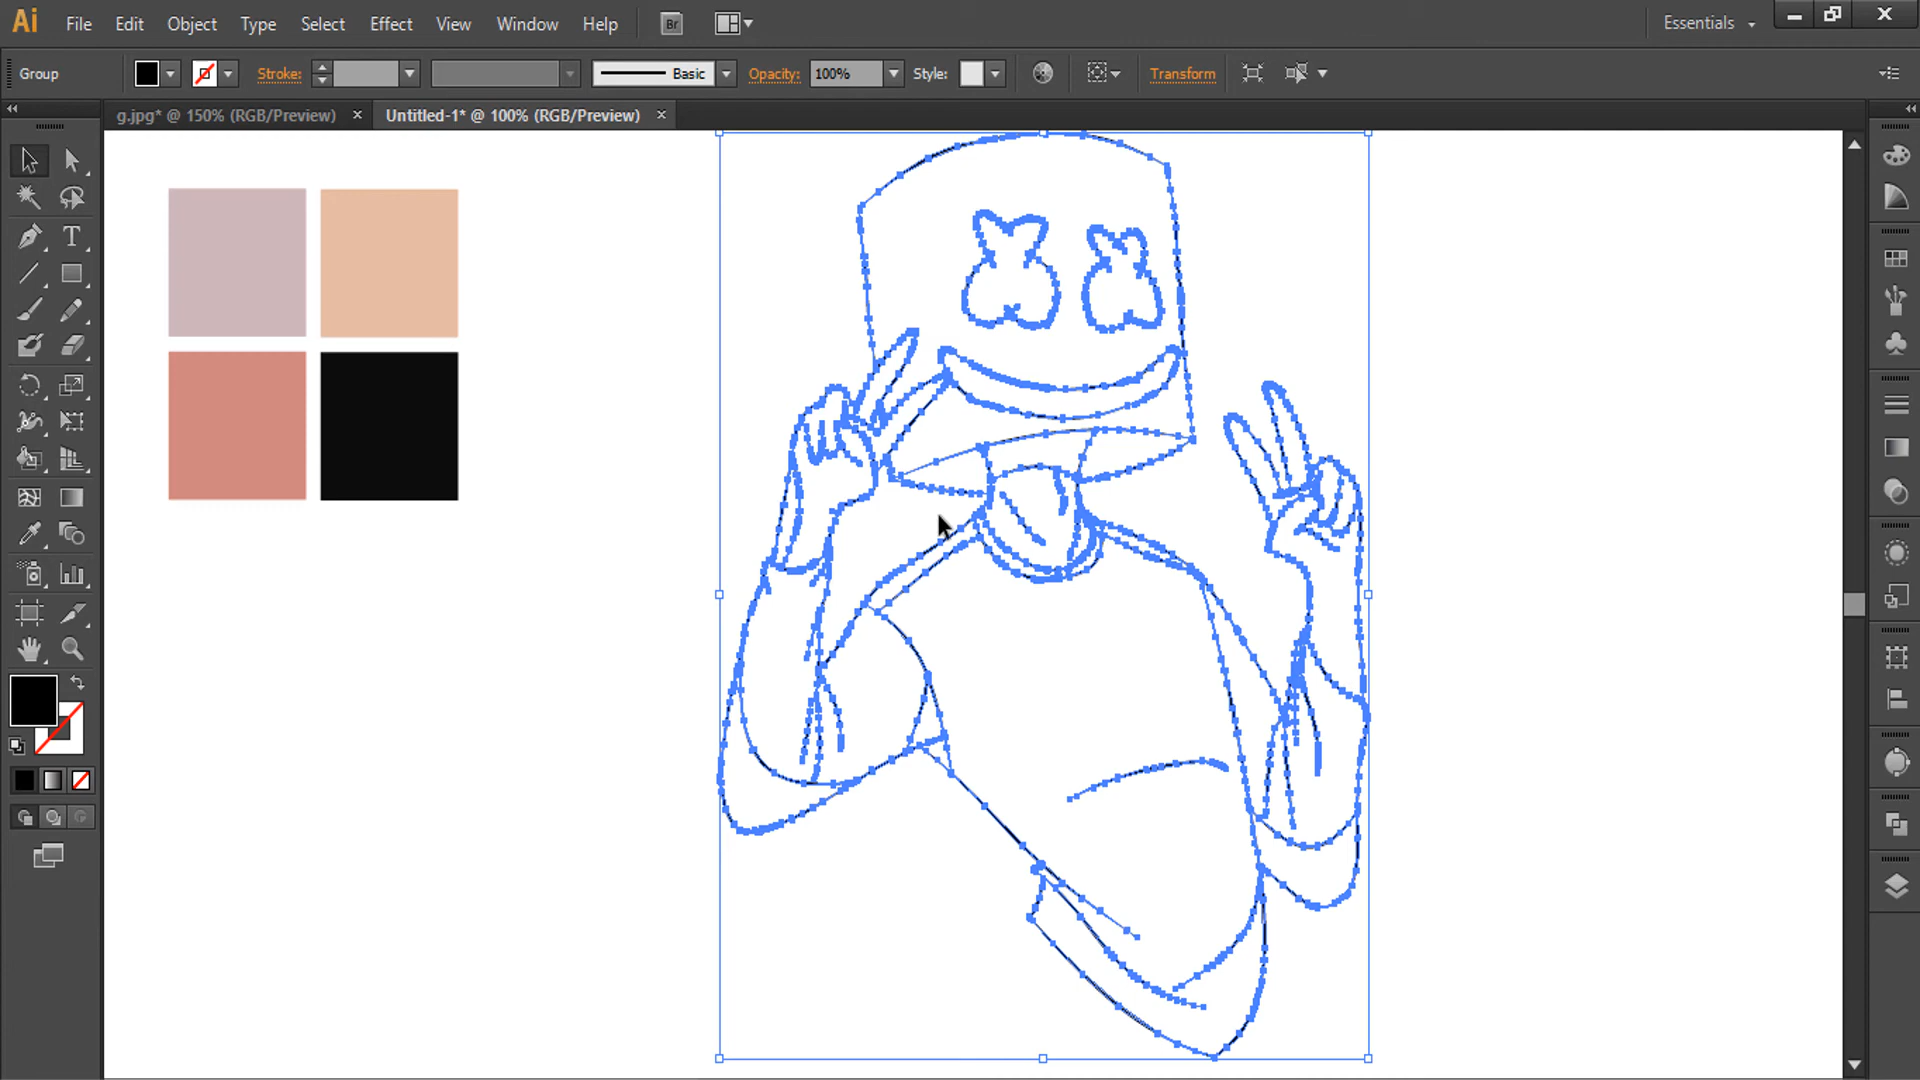 Ai File Edit Object Type Select Effect View Window Help Br Essentials
Group Stroke: Basic Opacity: 100% Style: Transform
g.jpg* @ 150% (RGB/Preview) × Untitled-1* @ 100% (RGB/Preview) ×
T